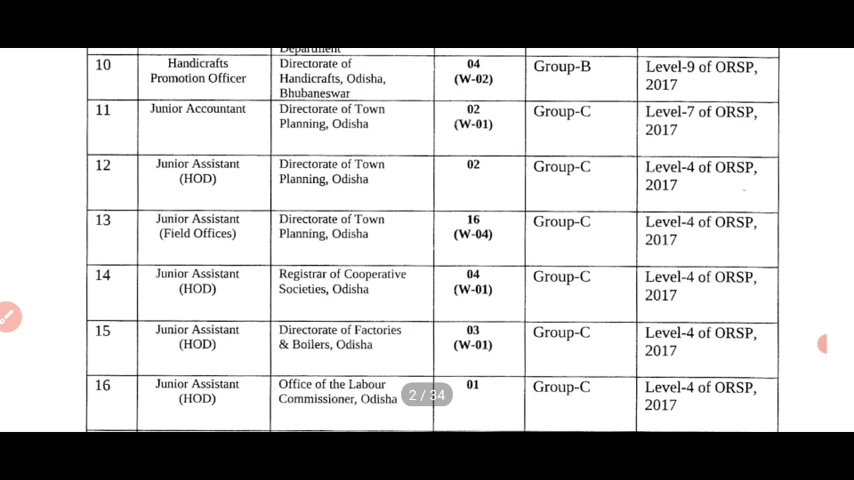 Department
10 Handicrafts Promotion Officer Directorate of Handicrafts, Odisha, Bhubaneswar 04 (W-02) Group-B Level-9 of ORSP, 2017
11 Junior Accountant Directorate of Town Planning, Odisha 02 (W-01) Group-C Level-7 of ORSP, 2017
12 Junior Assistant (HOD) Directorate of Town Planning, Odisha 02 Group-C Level-4 of ORSP, 2017
13 Junior Assistant (Field Offices) Directorate of Town Planning, Odisha 16 (W-04) Group-C Level-4 of ORSP, 2017
14 Junior Assistant (HOD) Registrar of Cooperative Societies, Odisha 04 (W-01) Group-C Level-4 of ORSP, 2017
15 Junior Assistant (HOD) Directorate of Factories & Boilers, Odisha 03 (W-01) Group-C Level-4 of ORSP, 2017
16 Junior Assistant (HOD) Office of the Labour Commissioner, Odisha 01 Group-C Level-4 of ORSP, 2017
2 / 34